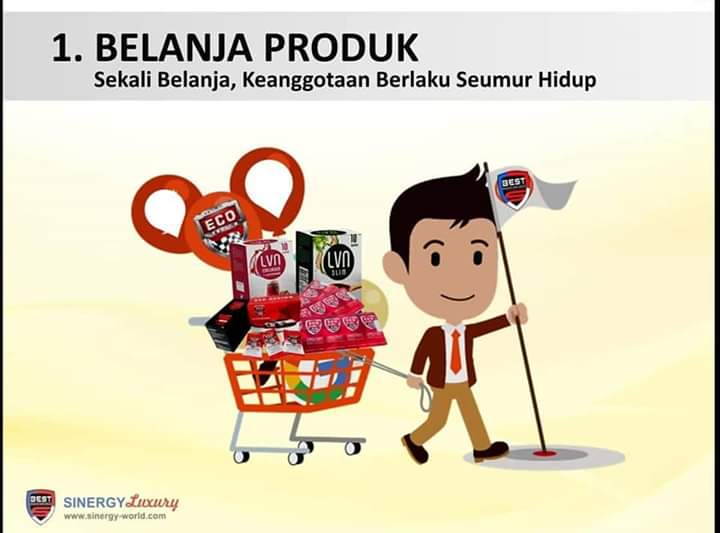 1. BELANJA PRODUK
Sekali Belanja, Keanggotaan Berlaku Seumur Hidup
BEST
ECO
LVN
LVN
SLIM
BEST
SINERGY Luxury
www.sinergy-world.com